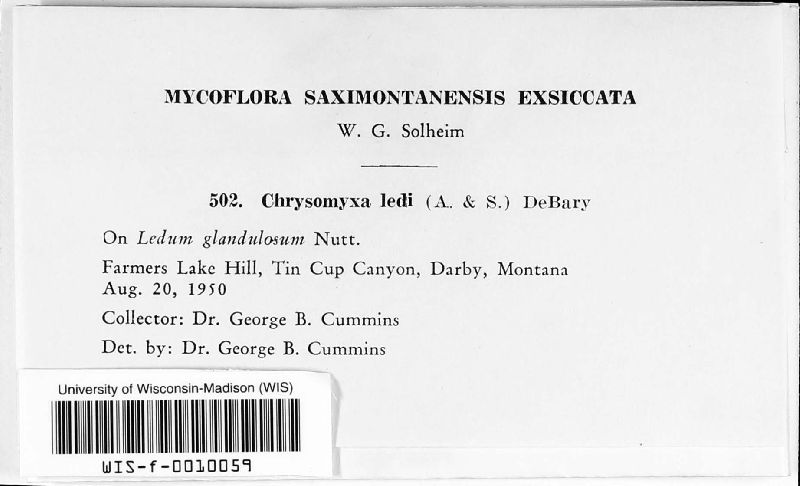 MYCOFLORA SAXIMONTANENSIS EXSICCATA
W. G. Solheim
502. Chrysomyxa ledi (A. & S.) DeBary
On Ledum glandulosum Nutt.
Farmers Lake Hill, Tin Cup Canyon, Darby, Montana
Aug. 20, 1950
Collector: Dr. George B. Cummins
Det. by: Dr. George B. Cummins
University of Wisconsin-Madison (WIS)
WIS-f-0010059